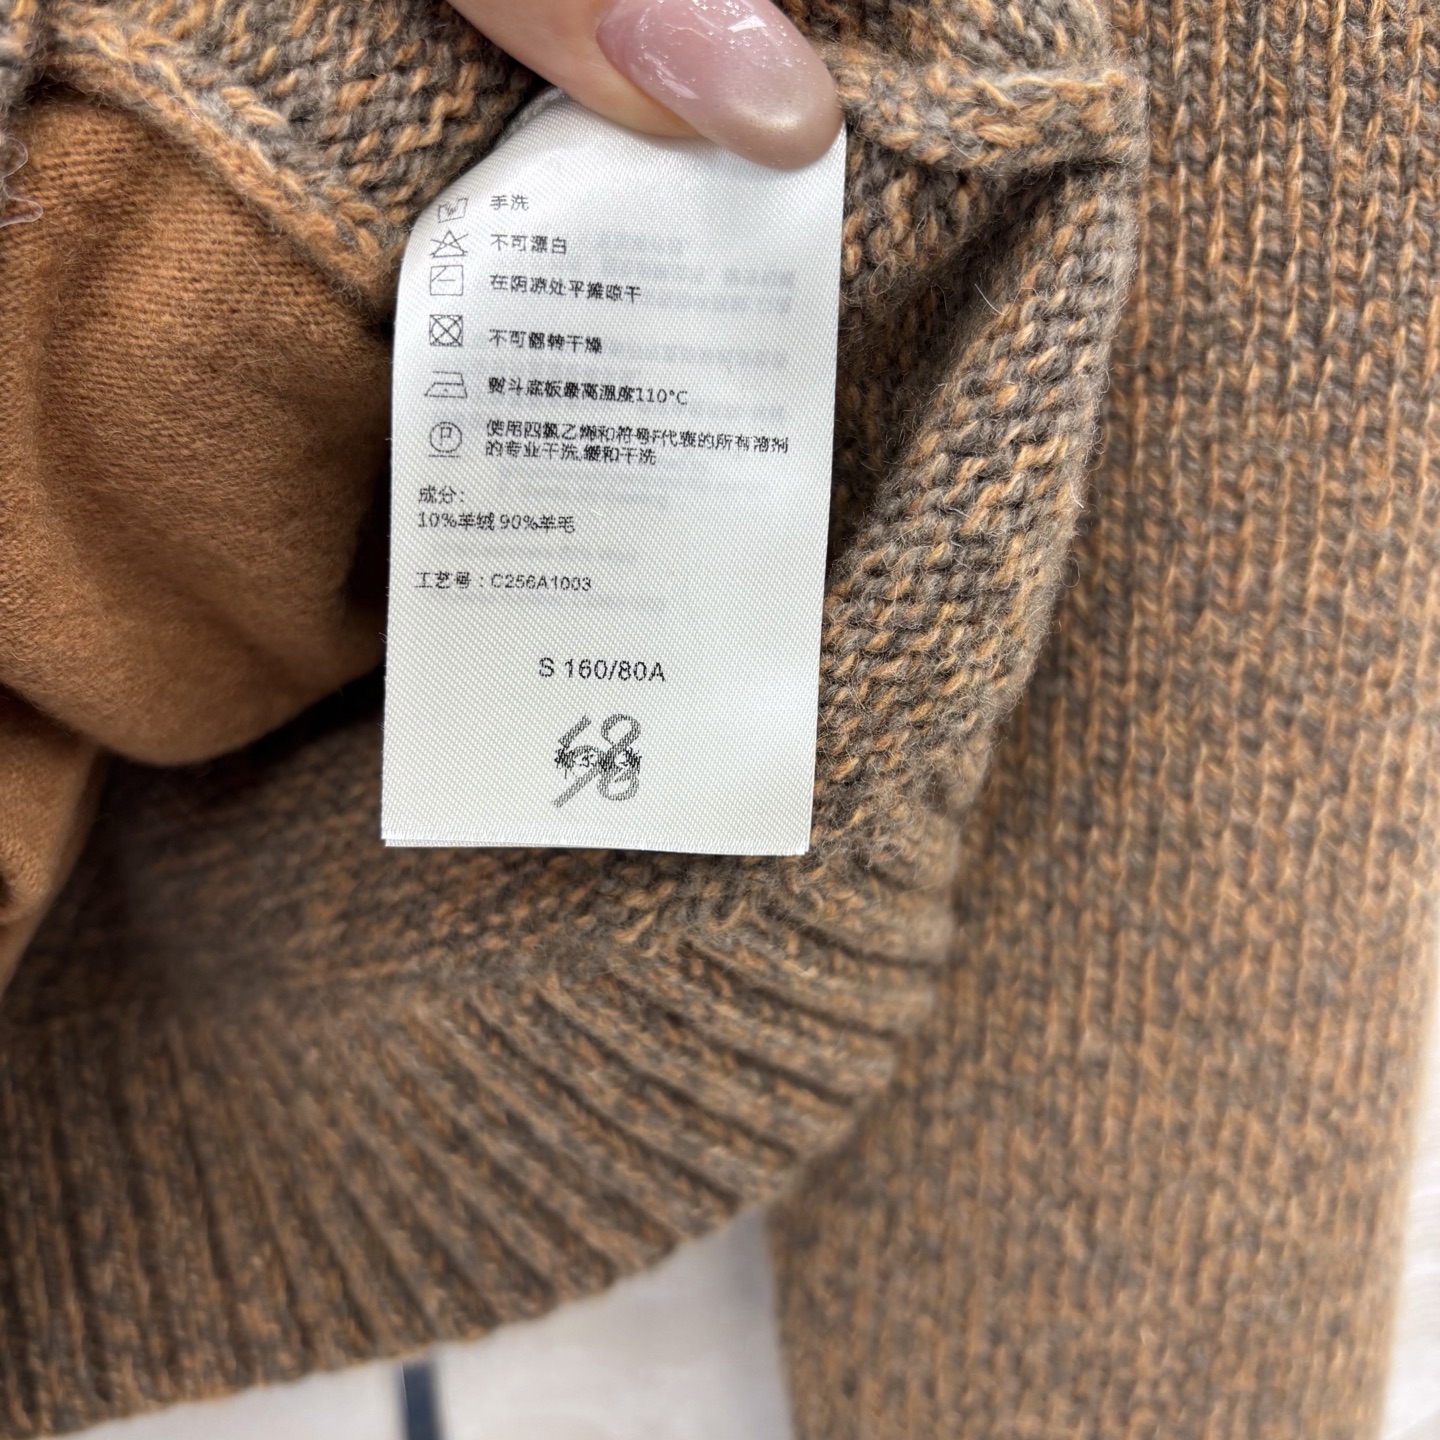 手洗
不可漂白
在阴凉处平摊晾干
不可翻转干燥
熨斗底板最高温度110°C
使用四氯乙烯和符号F代表的所有溶剂
的专业干洗,缓和干洗
成分：
10%羊绒 90%羊毛
工艺号：C256A1003
S 160/80A